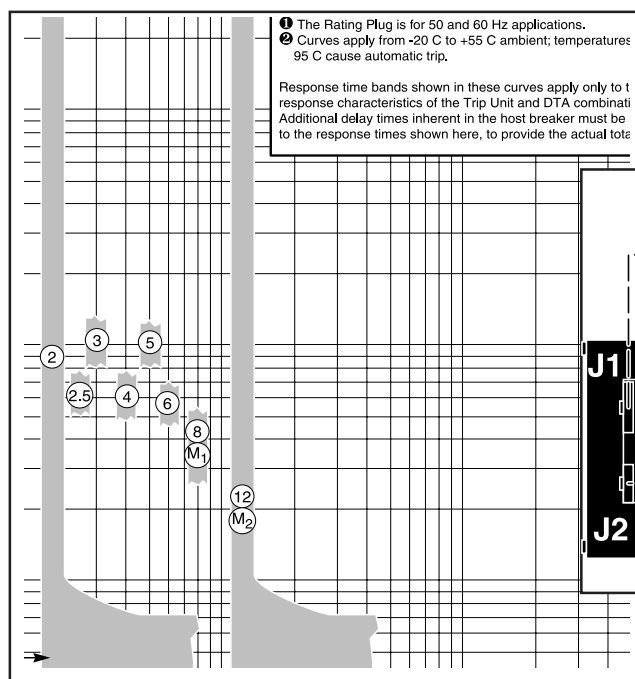 ❶ The Rating Plug is for 50 and 60 Hz applications.
❷ Curves apply from -20 C to +55 C ambient; temperatures
95 C cause automatic trip.
Response time bands shown in these curves apply only to t
response characteristics of the Trip Unit and DTA combinati
Additional delay times inherent in the host breaker must be
to the response times shown here, to provide the actual tota
3
5
2
2.5
4
6
8
M1
12
M2
J1
J2